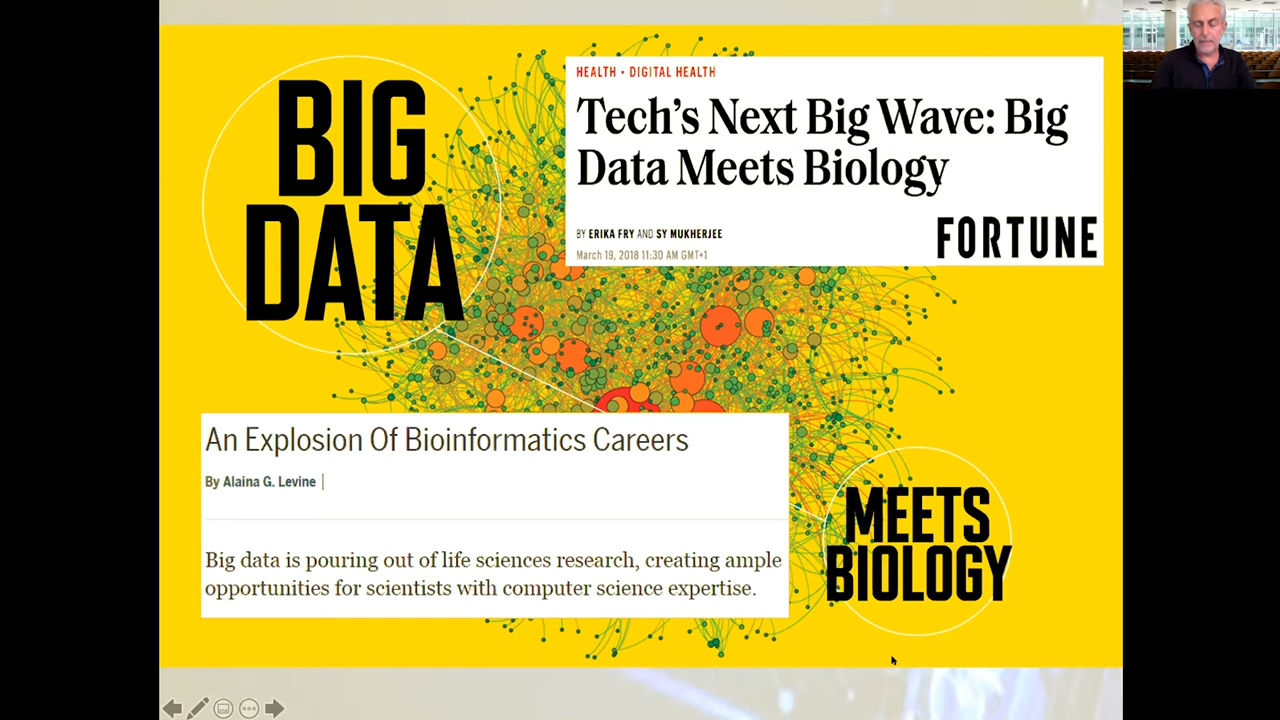 BIG
DATA
HEALTH • DIGITAL HEALTH
Tech's Next Big Wave: Big
Data Meets Biology
BY ERIKA FRY AND SY MUKHERJEE
March 19, 2018 11:30 AM GMT+1
FORTUNE
An Explosion Of Bioinformatics Careers
By Alaina G. Levine |
Big data is pouring out of life sciences research, creating ample
opportunities for scientists with computer science expertise.
MEETS
BIOLOGY